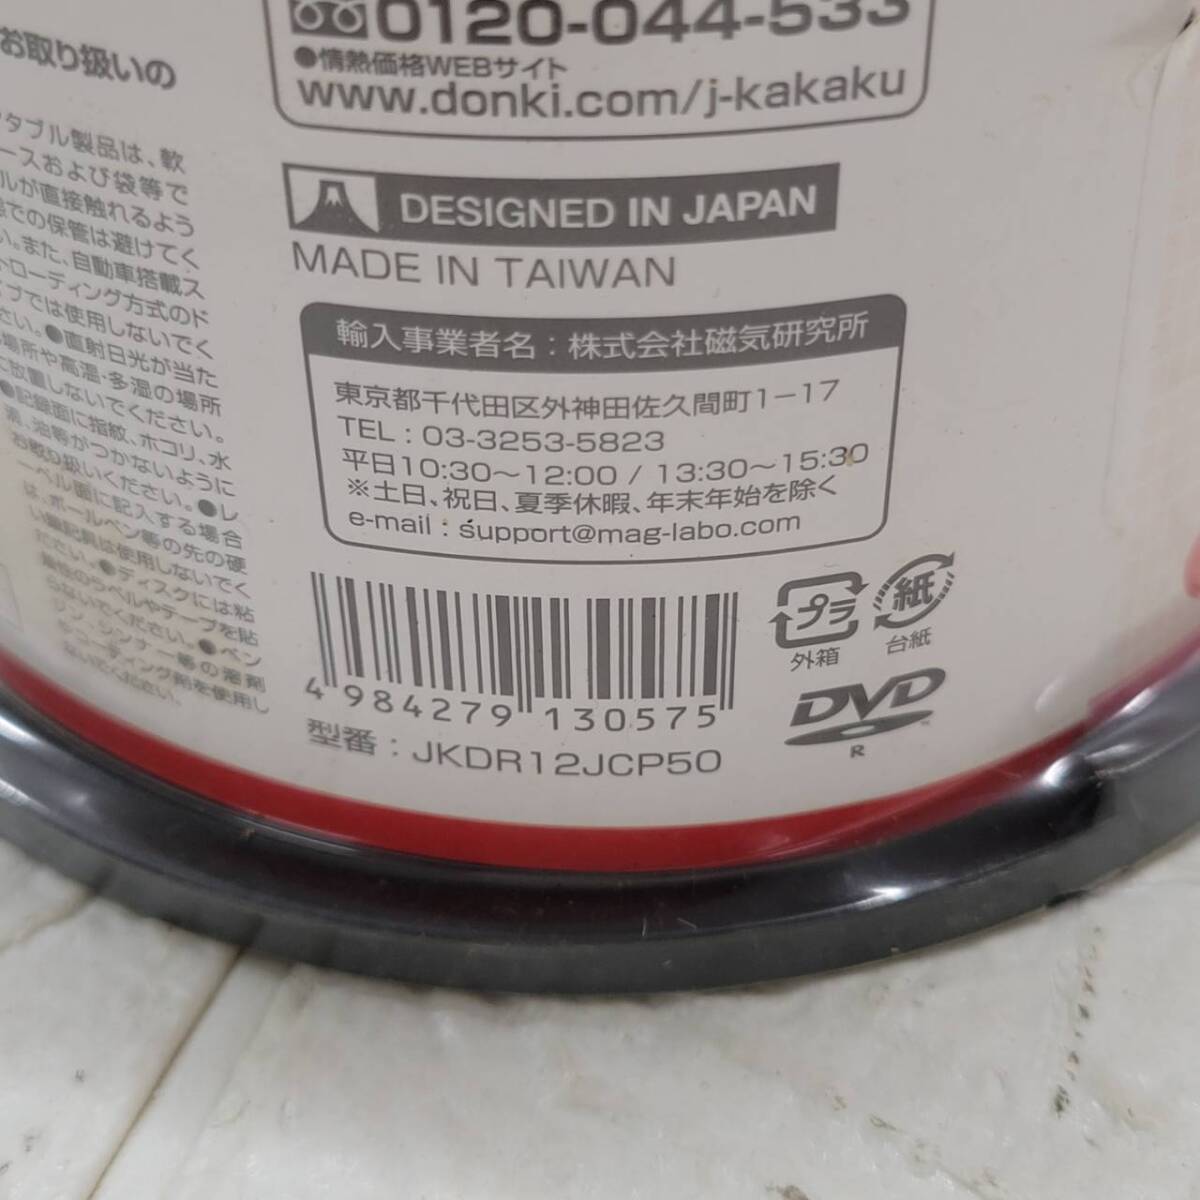 お取り扱いの
タブル製品は、軟
ースおよび袋等で
ルが直接触れるよう
態での保管は避けてく
い。また、自動車搭載ス
トローディング方式のド
イブでは使用しないでく
さい。●直射日光が当た
場所や高温・多湿の場所
に放置しないでください。
●記録面に指紋、ホコリ、水
滴、油等がつかないように
お取り扱いください。●レ
ーベル面に記入する場合
は、ボールペン等の先の硬
い筆記具は使用しないでく
ださい。●ディスクには粘
着性のラベルやテープを貼
らないでください。●ベン
ジン、シンナー等の溶剤
やコーティング剤を使用し
ないでください。
0120-044-533
●情熱価格WEBサイト
www.donki.com/j-kakaku
DESIGNED IN JAPAN
MADE IN TAIWAN
輸入事業者名：株式会社磁気研究所
東京都千代田区外神田佐久間町1-17
TEL：03-3253-5823
平日10:30～12:00 / 13:30～15:30
※土日、祝日、夏季休暇、年末年始を除く
e-mail：support@mag-labo.com
4 984279 130575
型番：JKDR12JCP50
プラ
外箱
紙
台紙
DVD
R